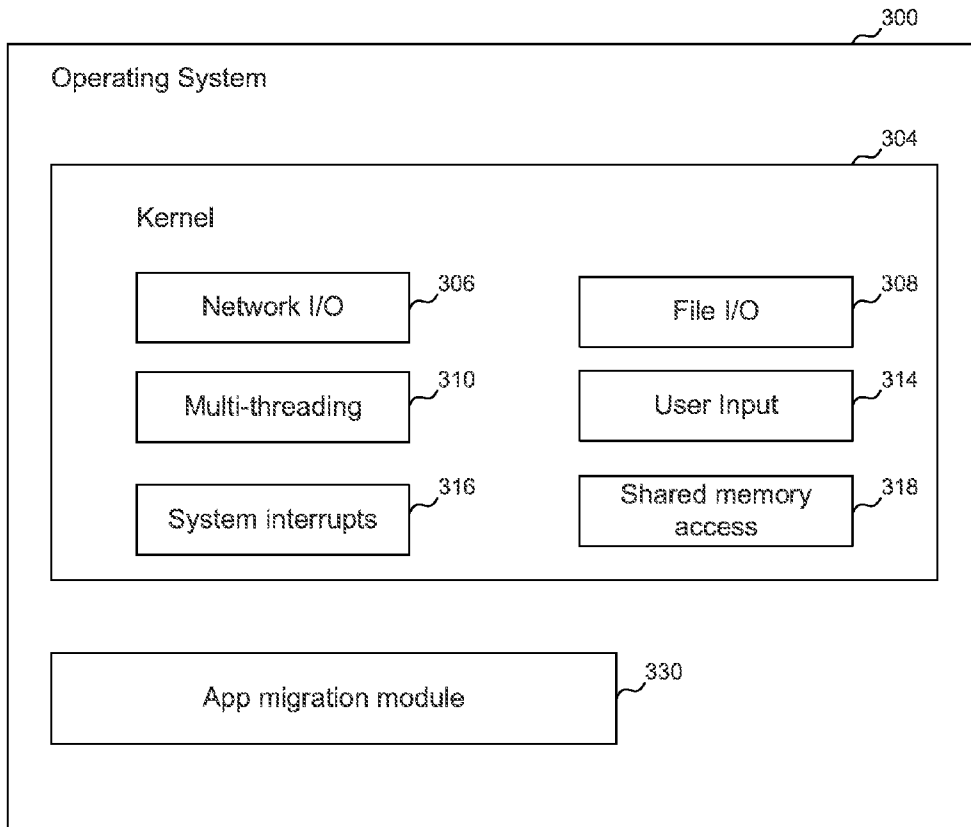 300
Operating System
304
Kernel
Network I/O
306
File I/O
308
Multi-threading
310
User Input
314
System interrupts
316
Shared memory
access
318
App migration module
330